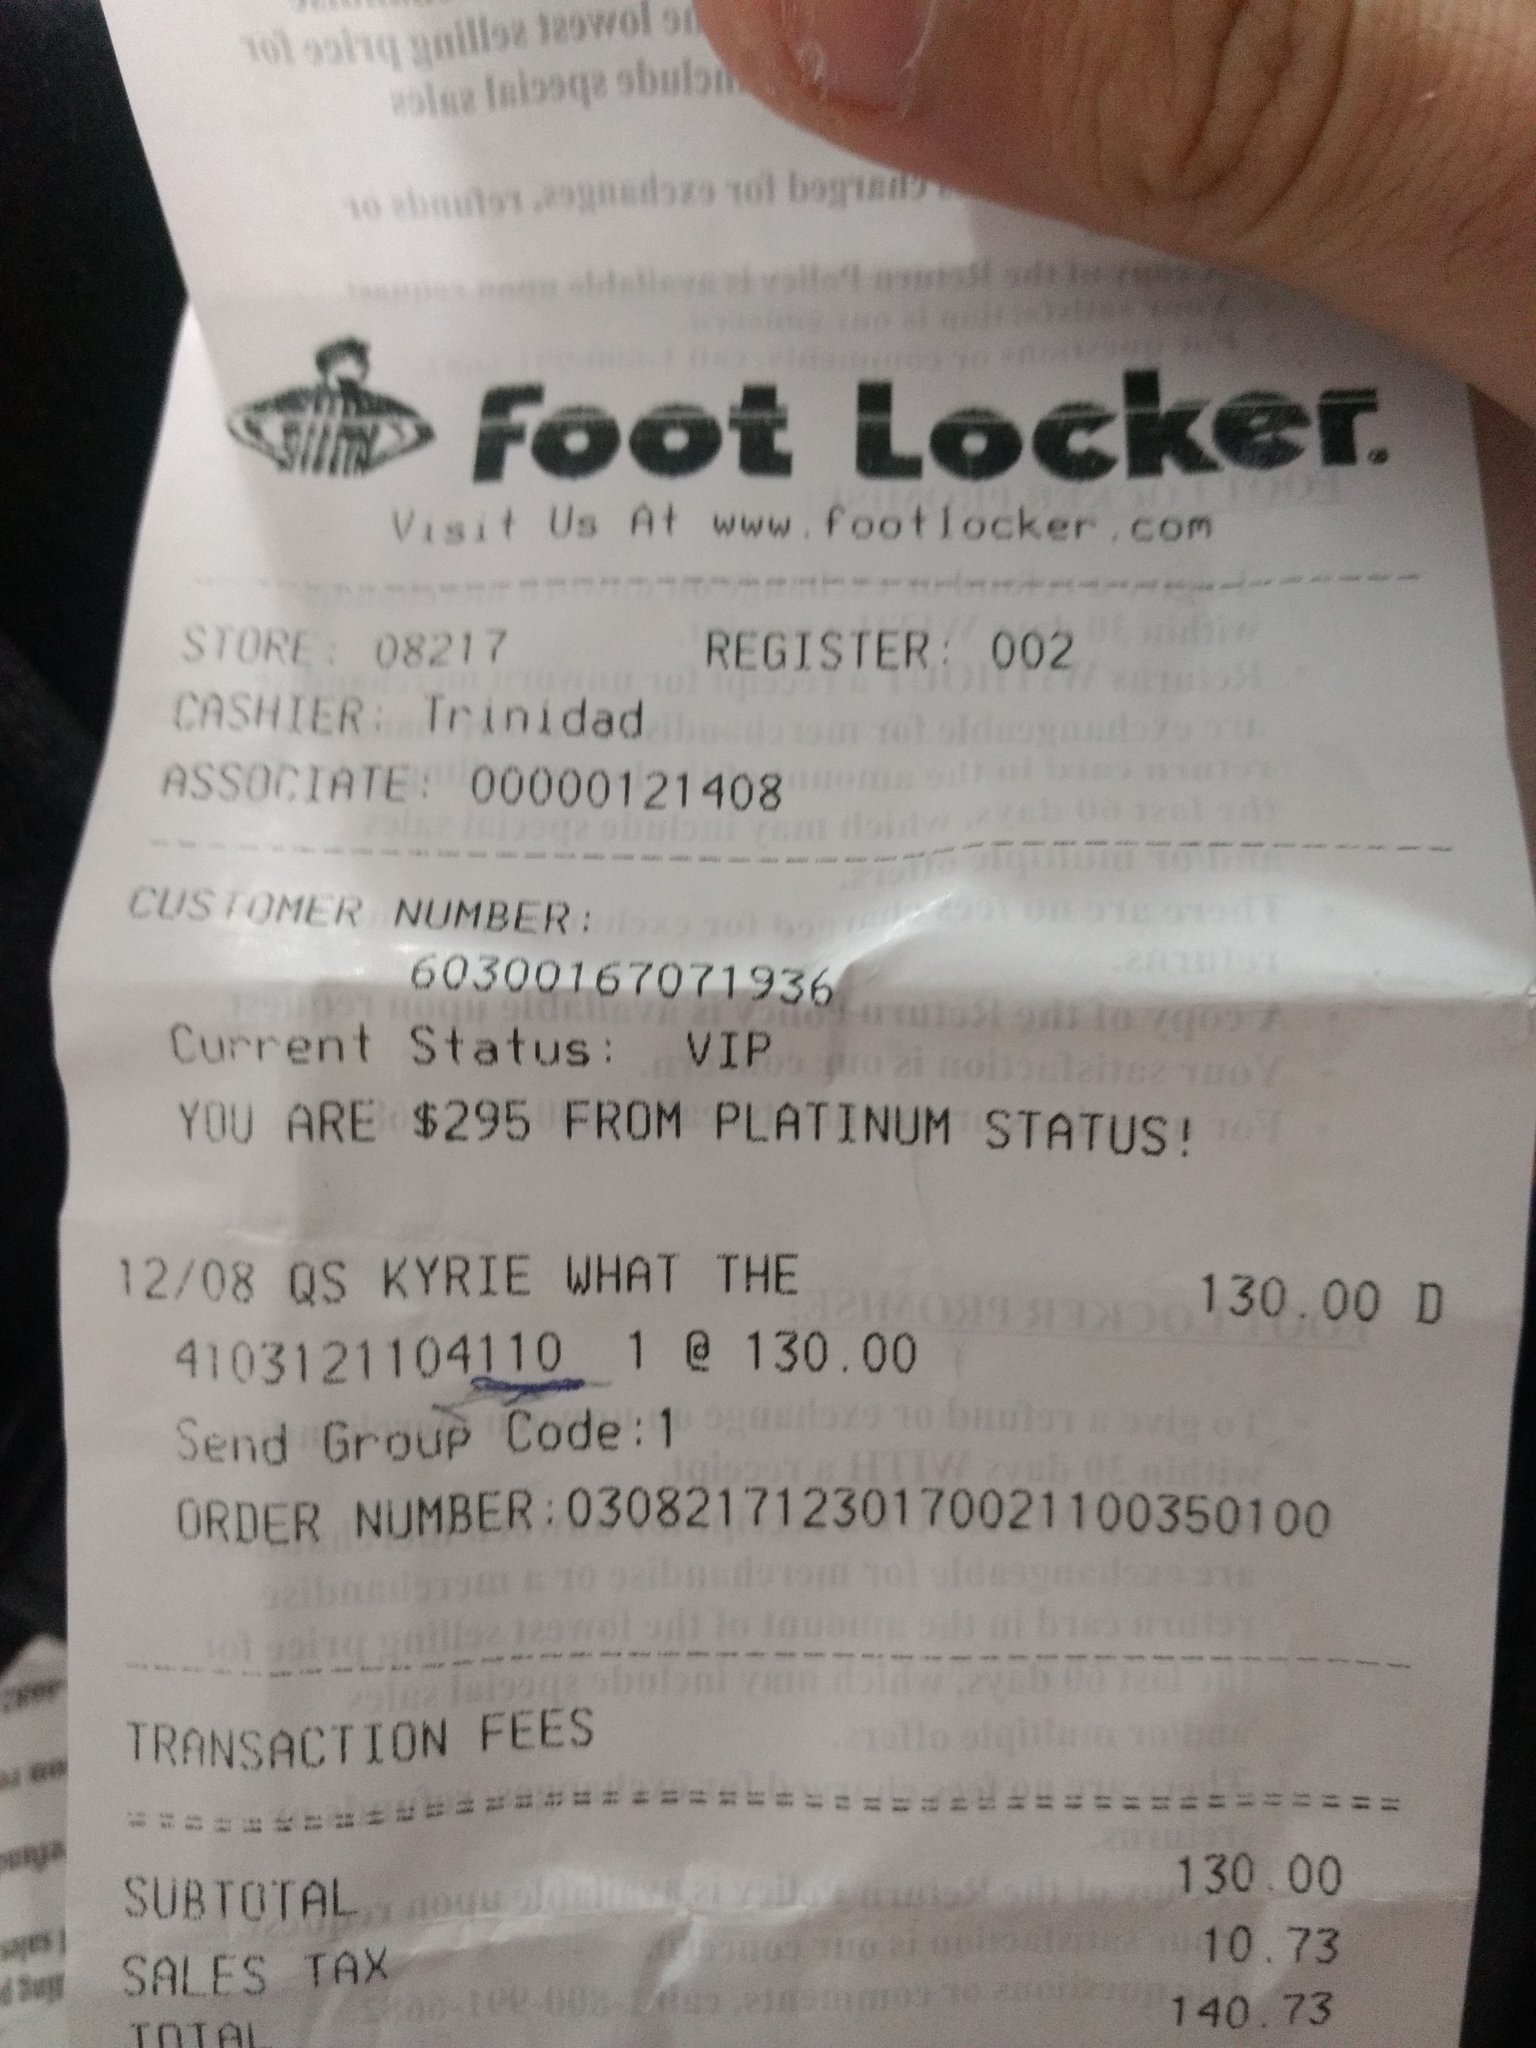 Foot Locker.
Visit Us At www.footlocker.com
STORE: 08217 REGISTER: 002
CASHIER: Trinidad
ASSOCIATE: 00000121408
CUSTOMER NUMBER:
60300167071936
Current Status: VIP
YOU ARE $295 FROM PLATINUM STATUS!
12/08 QS KYRIE WHAT THE 130.00 D
4103121104110 1 @ 130.00
Send Group Code:1
ORDER NUMBER:03082171230170021100350100
TRANSACTION FEES
SUBTOTAL 130.00
SALES TAX 10.73
TOTAL 140.73